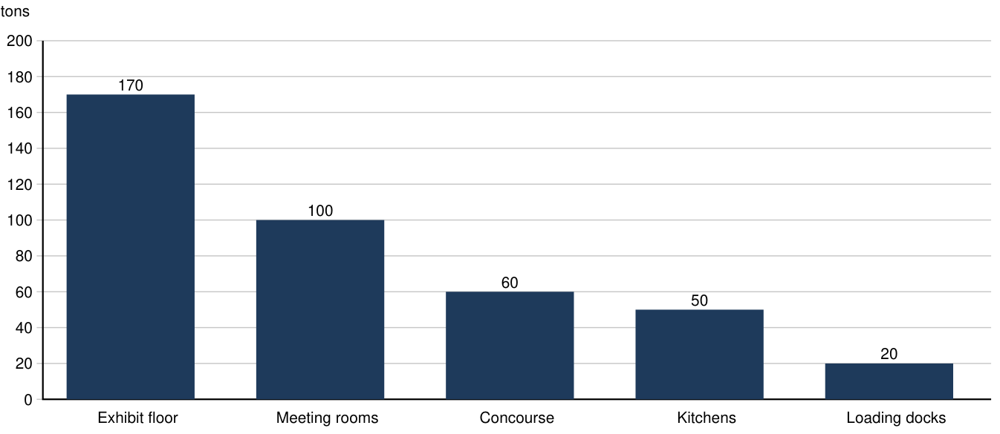 tons
200
180
160
140
120
100
80
60
40
20
0
170
100
60
50
20
Exhibit floor
Meeting rooms
Concourse
Kitchens
Loading docks